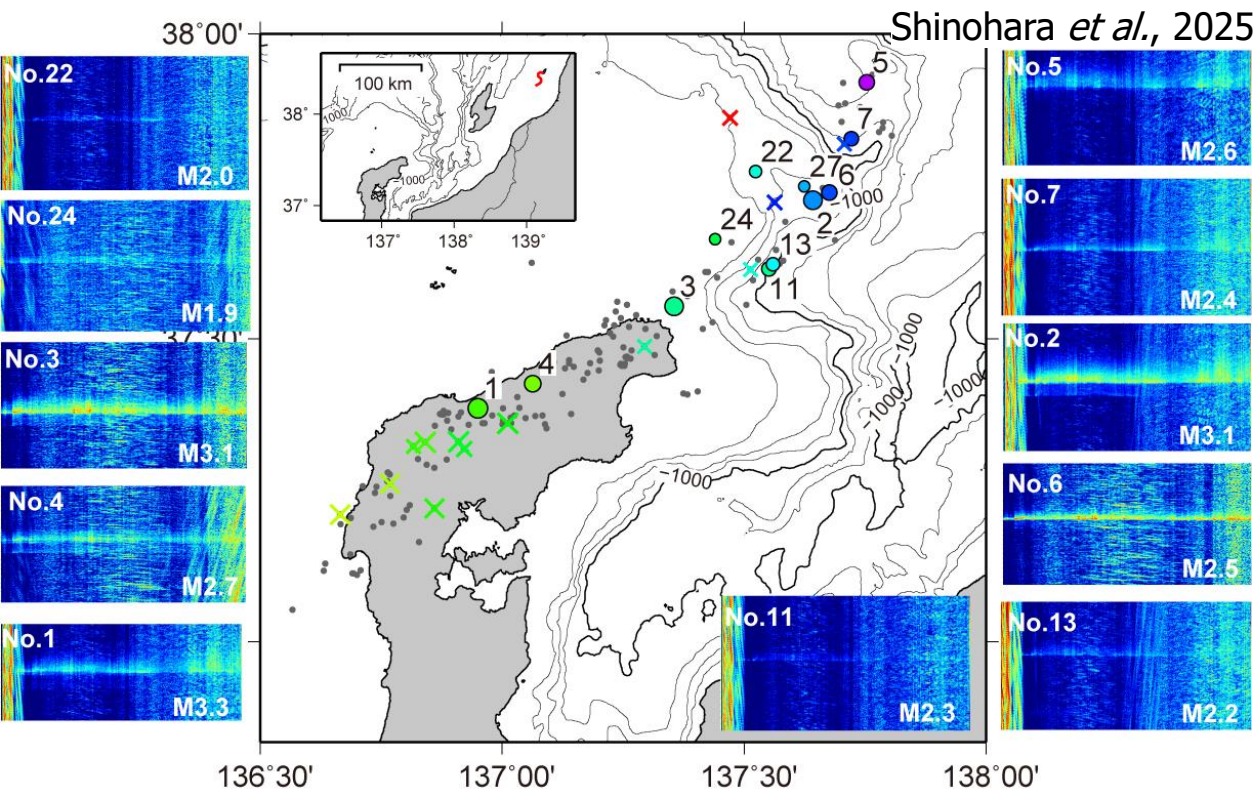 Shinohara et al., 2025
38°00'
No.22
M2.0
No.24
M1.9
37°30'
No.3
M3.1
No.4
M2.7
No.1
M3.3
100 km
38°
37°
-1000
-1000
137°
138°
139°
5
7
22
27
6
-1000
24
2
13
11
3
4
1
-1000
-1000
-1000
-1000
No.5
M2.6
No.7
M2.4
No.2
M3.1
No.6
M2.5
No.11
M2.3
No.13
M2.2
136°30'
137°00'
137°30'
138°00'